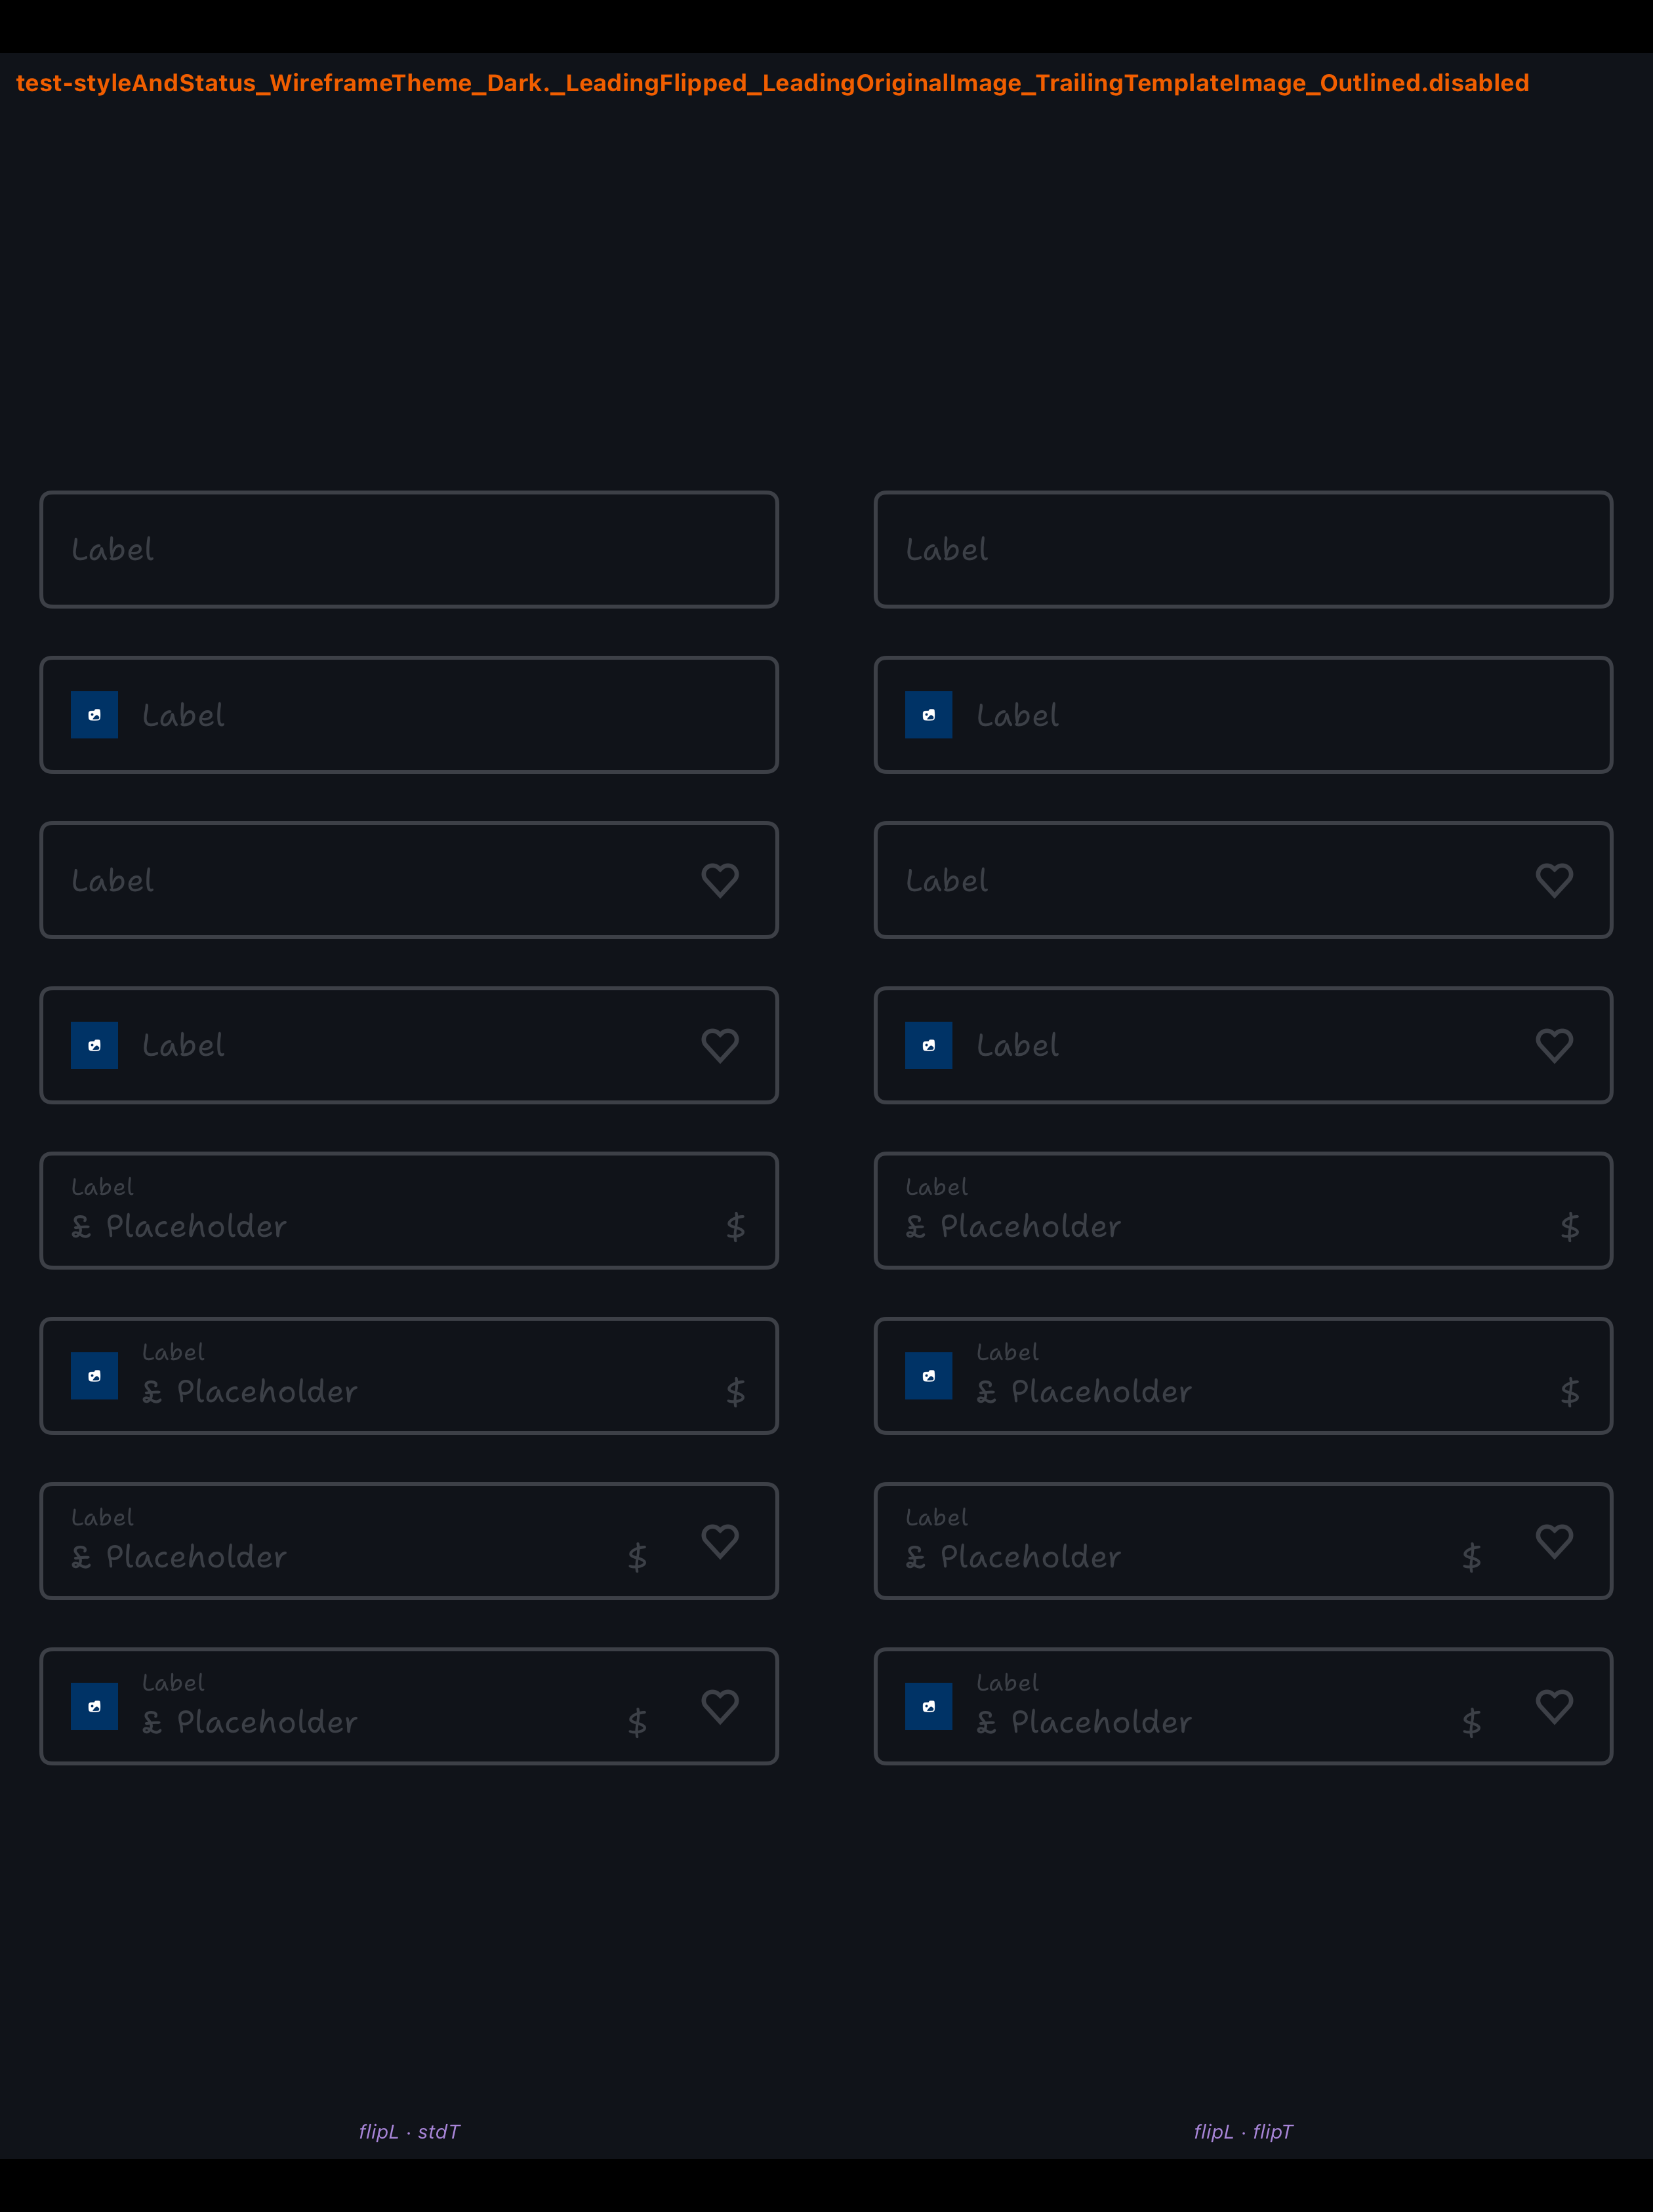 test-styleAndStatus_WireframeTheme_Dark._LeadingFlipped_LeadingOriginalImage_TrailingTemplateImage_Outlined.disabled
Label
Label
Label
Label
Label
Label
Label
Label
Label
Label
£ Placeholder $
£ Placeholder $
Label
Label
£ Placeholder $
£ Placeholder $
Label
Label
£ Placeholder $
£ Placeholder $
Label
Label
£ Placeholder $
£ Placeholder $
flipL · stdT
flipL · flipT